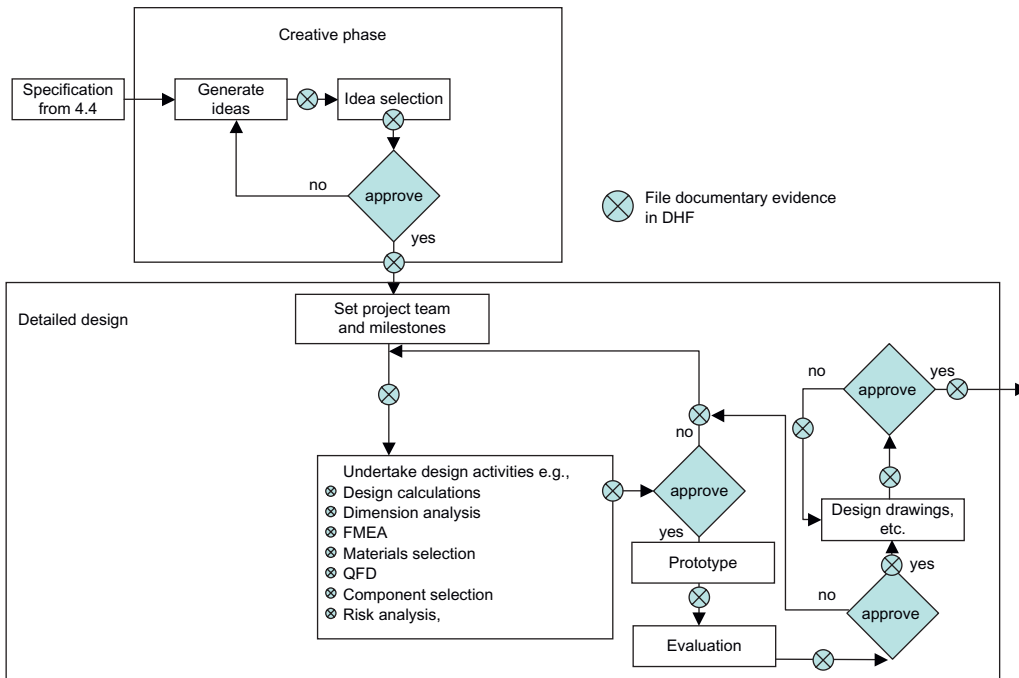 Creative phase
Specification
from 4.4
Generate
ideas
Idea selection
no
approve
yes
File documentary evidence
in DHF
Detailed design
Set project team
and milestones
no
yes
approve
no
Undertake design activities e.g.,
Design calculations
Dimension analysis
FMEA
Materials selection
QFD
Component selection
Risk analysis,
approve
yes
Design drawings,
etc.
Prototype
yes
no
approve
Evaluation